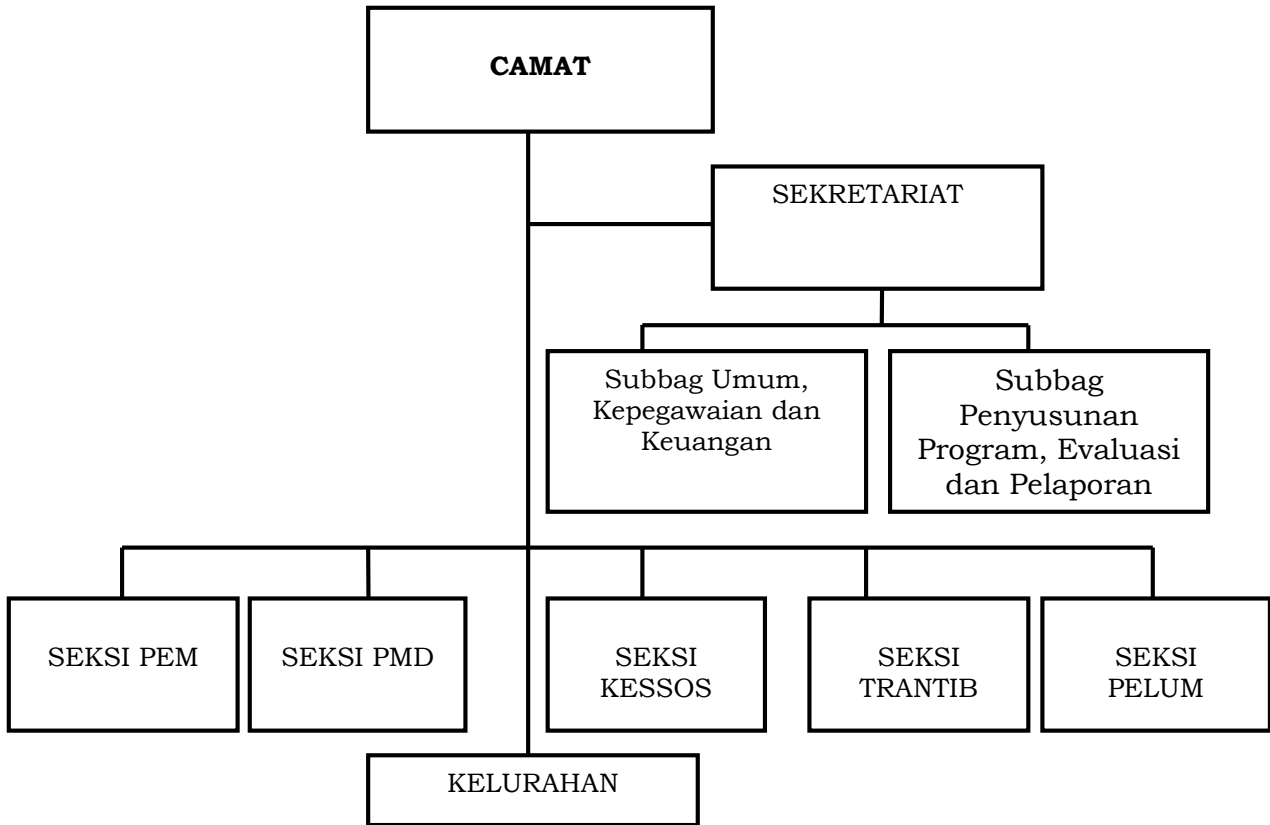 CAMAT
SEKRETARIAT
Subbag Umum,
Kepegawaian dan
Keuangan
Subbag
Penyusunan
Program, Evaluasi
dan Pelaporan
SEKSI PEM
SEKSI PMD
SEKSI
KESSOS
SEKSI
TRANTIB
SEKSI
PELUM
KELURAHAN